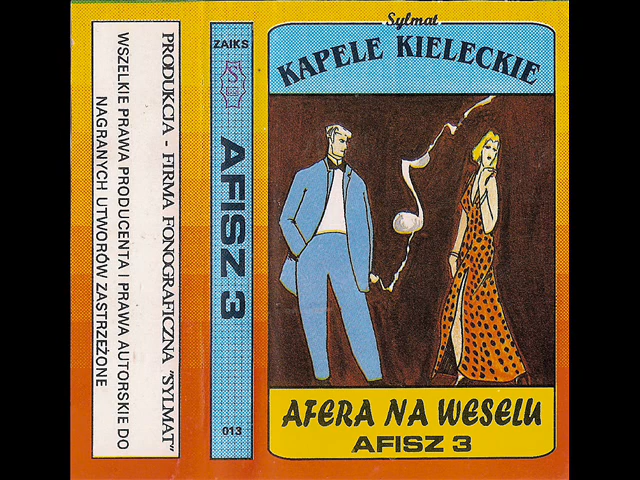 PRODUKCJA - FIRMA FONOGRAFICZNA "SYLMAT"
WSZELKIE PRAWA PRODUCENTA I PRAWA AUTORSKIE DO
NAGRANYCH UTWORÓW ZASTRZEŻONE
ZAIKS
AFISZ 3
013
Sylmat
KAPELE KIELECKIE
AFERA NA WESELU
AFISZ 3